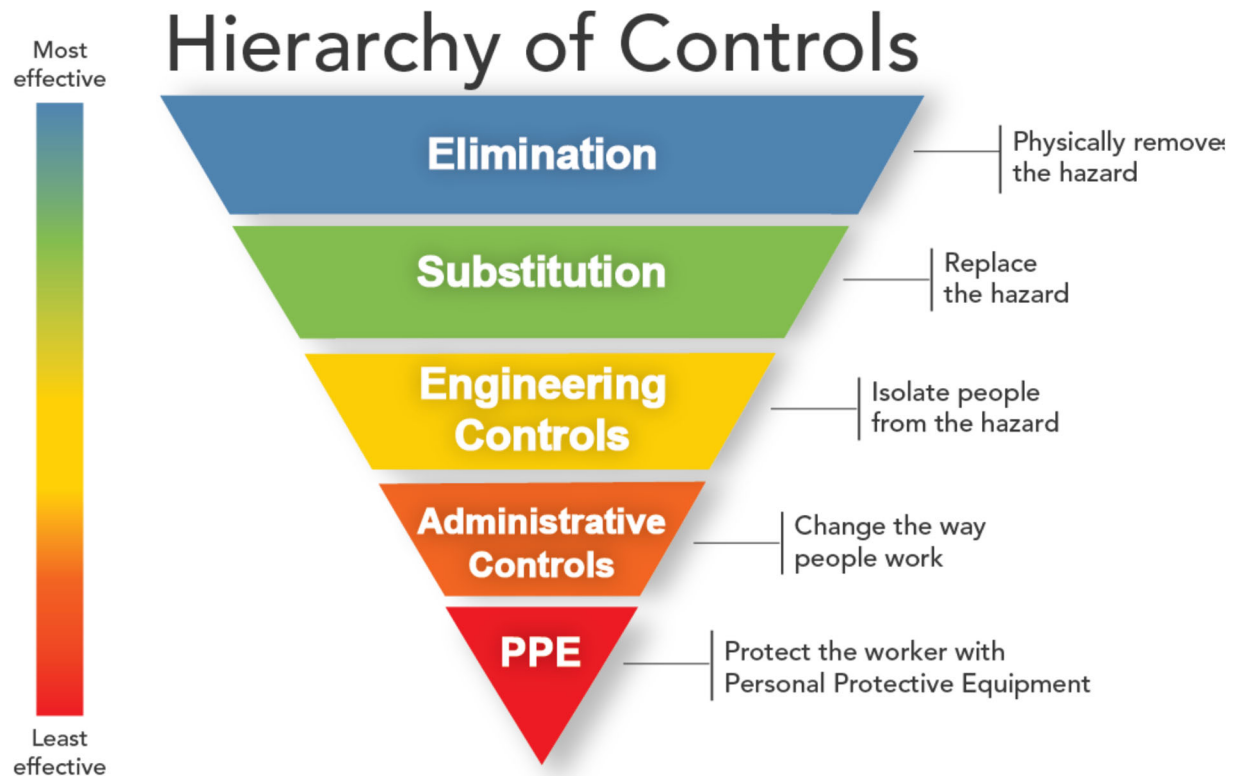 Hierarchy of Controls
Most
effective
Elimination
Physically removes
the hazard
Substitution
Replace
the hazard
Engineering
Controls
Isolate people
from the hazard
Administrative
Controls
Change the way
people work
PPE
Protect the worker with
Personal Protective Equipment
Least
effective